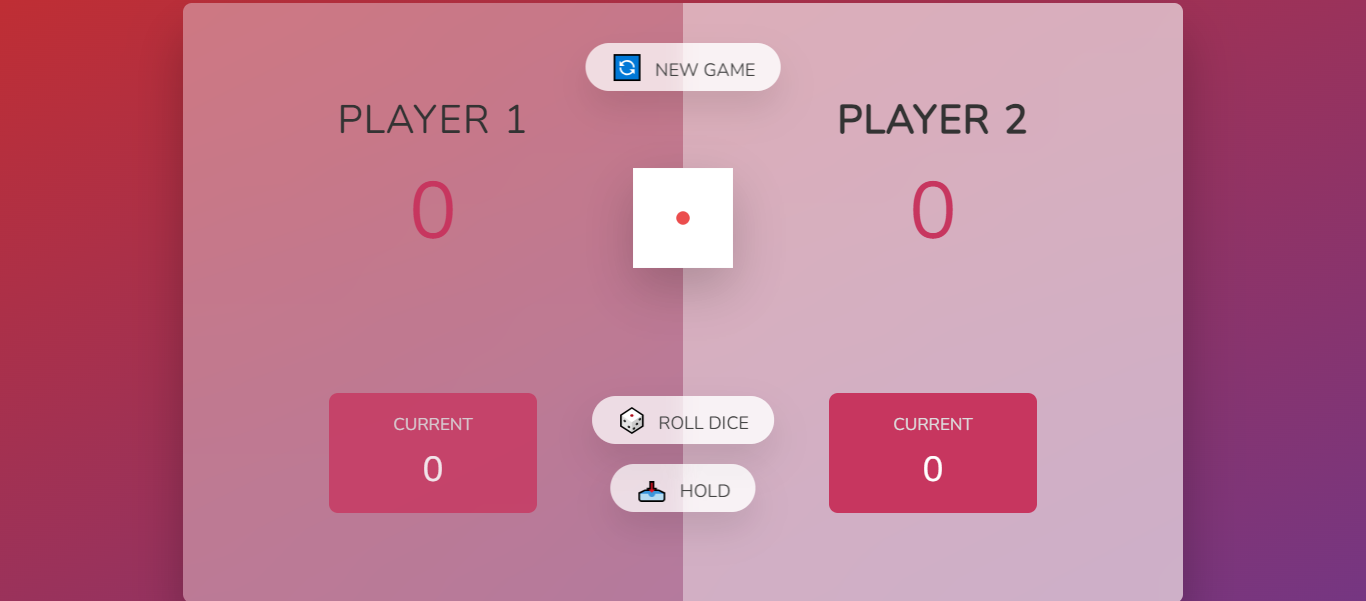 NEW GAME
PLAYER 1
PLAYER 2
0
0
CURRENT
0
ROLL DICE
HOLD
CURRENT
0